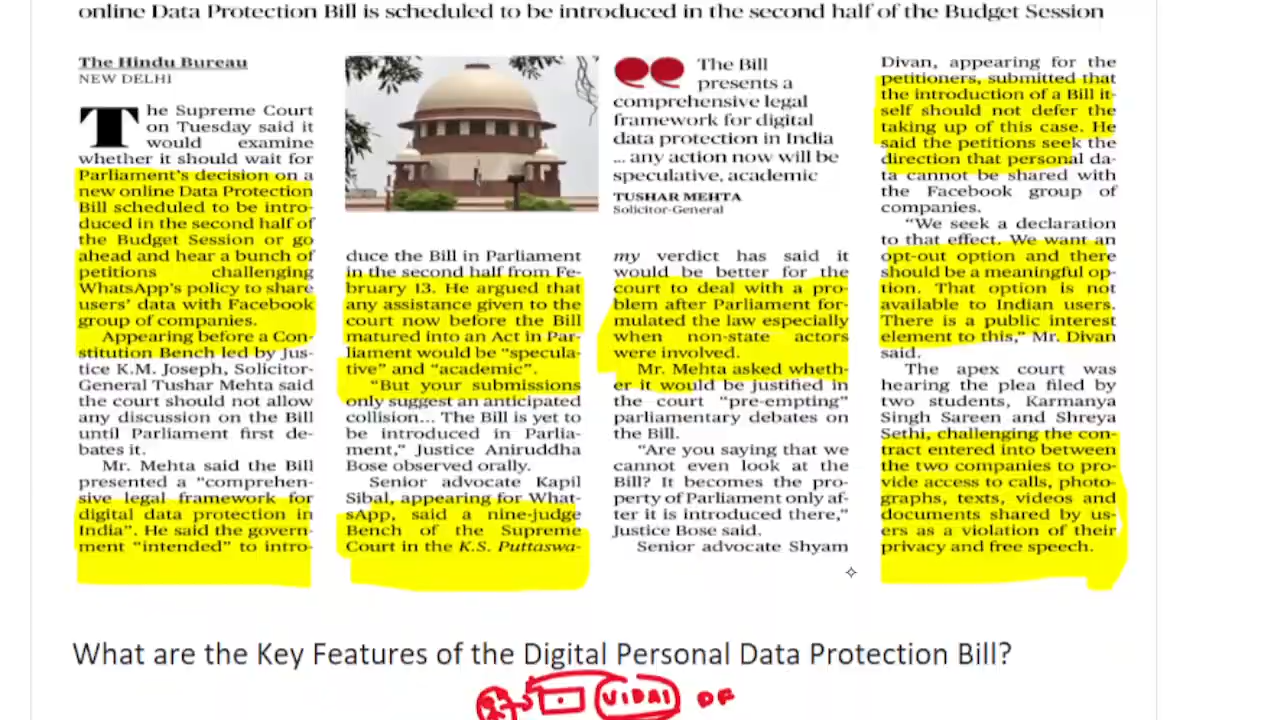 online Data Protection Bill is scheduled to be introduced in the second half of the Budget Session
The Hindu Bureau
NEW DELHI
The Supreme Court
on Tuesday said it
would examine
whether it should wait for
Parliament's decision on a
new online Data Protection
Bill scheduled to be intro-
duced in the second half of
the Budget Session or go
ahead and hear a bunch of
petitions challenging
WhatsApp's policy to share
users' data with Facebook
group of companies.
Appearing before a Con-
stitution Bench led by Jus-
tice K.M. Joseph, Solicitor-
General Tushar Mehta said
the court should not allow
any discussion on the Bill
until Parliament first de-
bates it.
Mr. Mehta said the Bill
presented a "comprehen-
sive legal framework for
digital data protection in
India". He said the govern-
ment "intended" to intro-
duce the Bill in Parliament
in the second half from Fe-
bruary 13. He argued that
any assistance given to the
court now before the Bill
matured into an Act in Par-
liament would be "specula-
tive" and "academic".
"But your submissions
only suggest an anticipated
collision... The Bill is yet to
be introduced in Parlia-
ment," Justice Aniruddha
Bose observed orally.
Senior advocate Kapil
Sibal, appearing for What-
sApp, said a nine-judge
Bench of the Supreme
Court in the K.S. Puttaswa-
The Bill
presents a
comprehensive legal
framework for digital
data protection in India
... any action now will be
speculative, academic
TUSHAR MEHTA
Solicitor-General
my verdict has said it
would be better for the
court to deal with a pro-
blem after Parliament for-
mulated the law especially
when non-state actors
were involved.
Mr. Mehta asked wheth-
er it would be justified in
the court "pre-empting"
parliamentary debates on
the Bill.
"Are you saying that we
cannot even look at the
Bill? It becomes the pro-
perty of Parliament only af-
ter it is introduced there,"
Justice Bose said.
Senior advocate Shyam
Divan, appearing for the
petitioners, submitted that
the introduction of a Bill it-
self should not defer the
taking up of this case. He
said the petitions seek the
direction that personal da-
ta cannot be shared with
the Facebook group of
companies.
"We seek a declaration
to that effect. We want an
opt-out option and there
should be a meaningful op-
tion. That option is not
available to Indian users.
There is a public interest
element to this," Mr. Divan
said.
The apex court was
hearing the plea filed by
two students, Karmanya
Singh Sareen and Shreya
Sethi, challenging the con-
tract entered into between
the two companies to pro-
vide access to calls, photo-
graphs, texts, videos and
documents shared by us-
ers as a violation of their
privacy and free speech.
What are the Key Features of the Digital Personal Data Protection Bill?
UIDAI DF